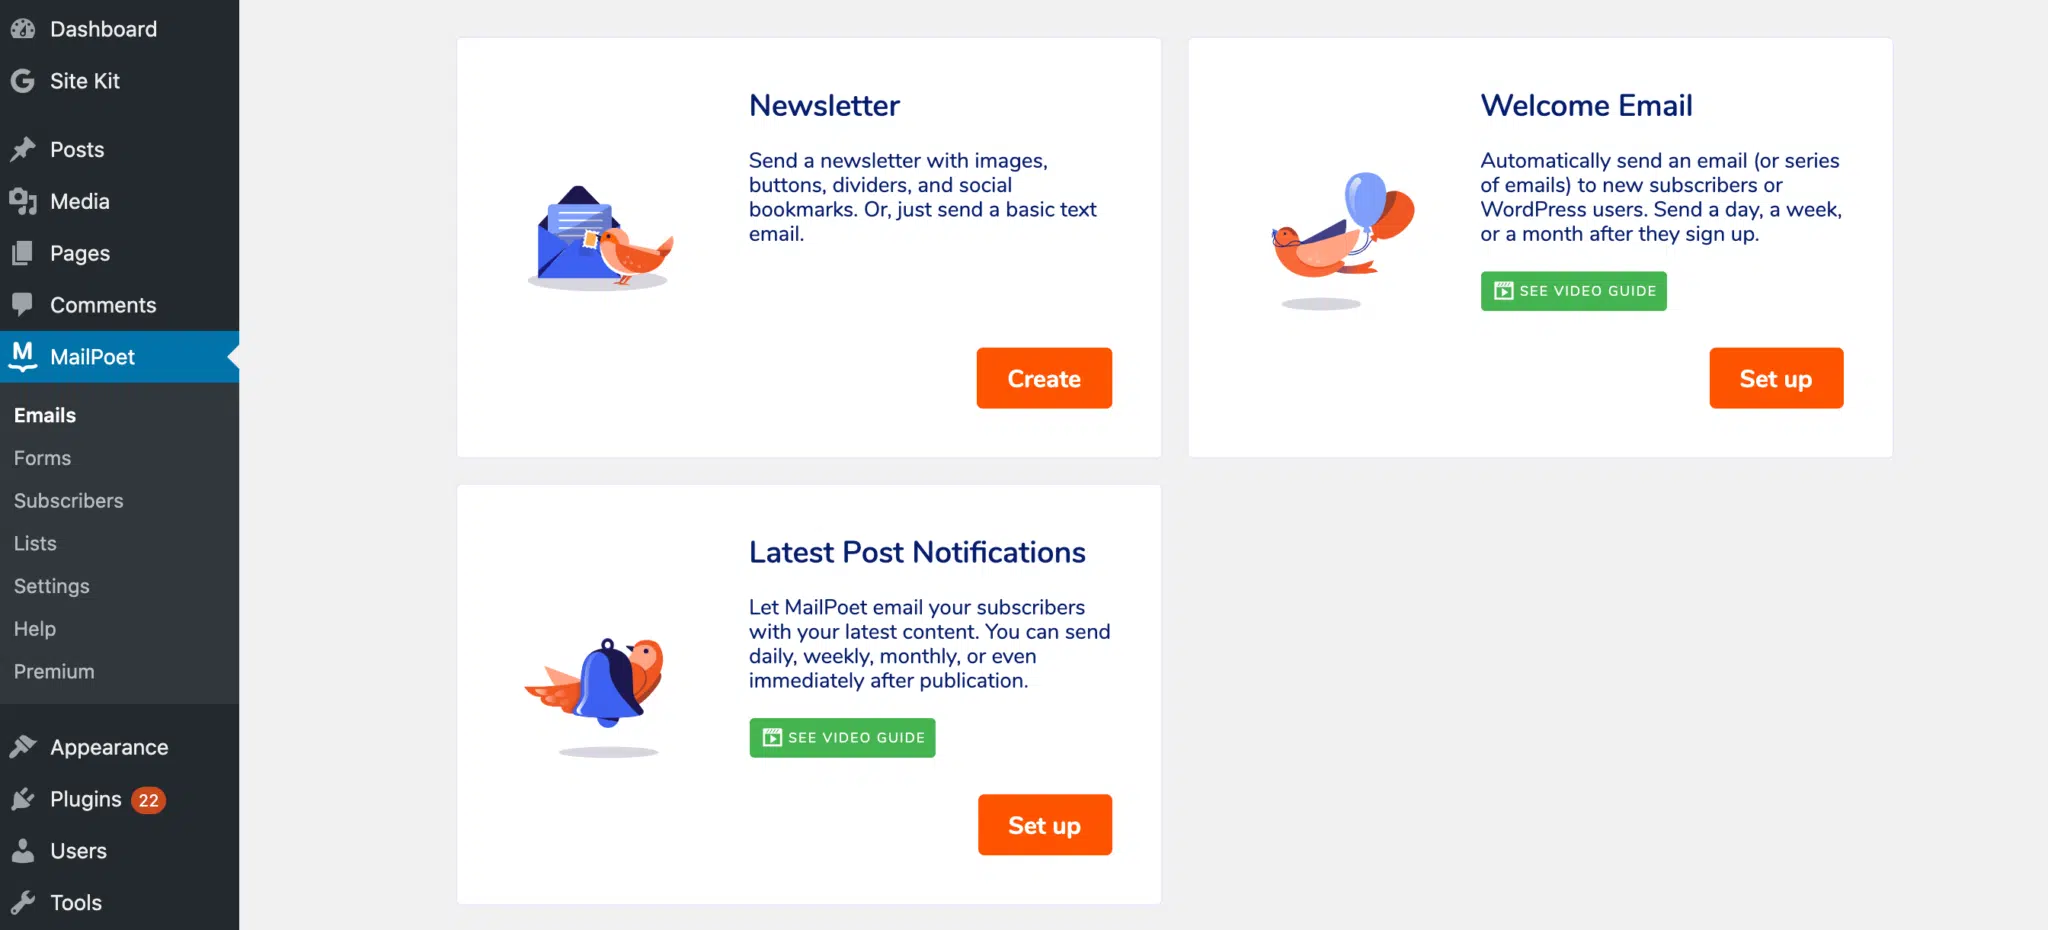 Dashboard
Site Kit
Posts
Media
Pages
Comments
M MailPoet
Emails
Forms
Subscribers
Lists
Settings
Help
Premium
Appearance
Plugins 22
Users
Tools
Newsletter
Send a newsletter with images,
buttons, dividers, and social
bookmarks. Or, just send a basic text
email.
Create
Welcome Email
Automatically send an email (or series
of emails) to new subscribers or
WordPress users. Send a day, a week,
or a month after they sign up.
SEE VIDEO GUIDE
Set up
Latest Post Notifications
Let MailPoet email your subscribers
with your latest content. You can send
daily, weekly, monthly, or even
immediately after publication.
SEE VIDEO GUIDE
Set up